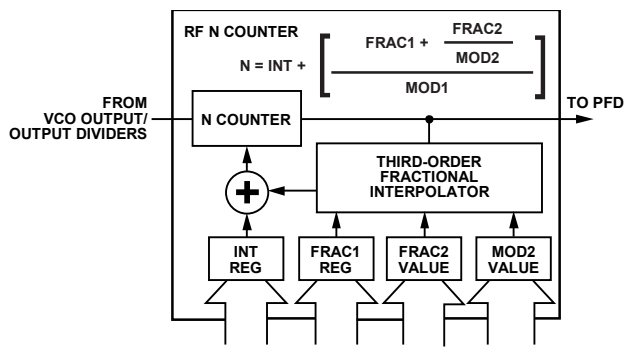 RF N COUNTER
N = INT +
FRAC1 +
FRAC2
MOD2
MOD1
FROM
VCO OUTPUT/
OUTPUT DIVIDERS
N COUNTER
TO PFD
THIRD-ORDER
FRACTIONAL
INTERPOLATOR
+
INT
REG
FRAC1
REG
FRAC2
VALUE
MOD2
VALUE